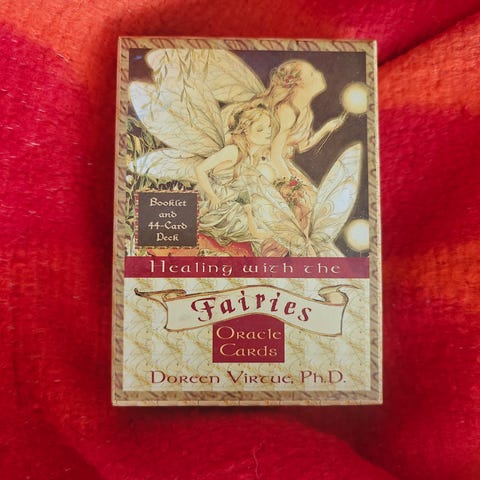 Booklet
and
44-Card
Deck
Healing with the
Fairies
Oracle
Cards
Doreen Virtue, Ph.D.